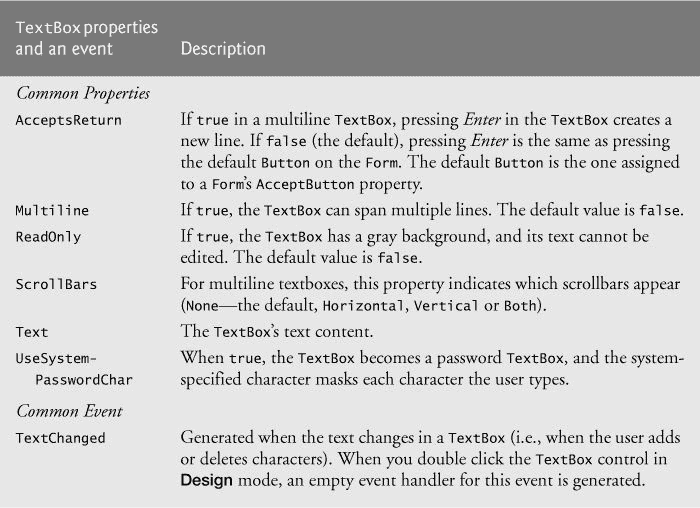 TextBox properties
and an event
Description
Common Properties
AcceptsReturn
If true in a multiline TextBox, pressing Enter in the TextBox creates a
new line. If false (the default), pressing Enter is the same as pressing
the default Button on the Form. The default Button is the one assigned
to a Form's AcceptButton property.
Multiline
If true, the TextBox can span multiple lines. The default value is false.
ReadOnly
If true, the TextBox has a gray background, and its text cannot be
edited. The default value is false.
ScrollBars
For multiline textboxes, this property indicates which scrollbars appear
(None—the default, Horizontal, Vertical or Both).
Text
The TextBox's text content.
UseSystem-
PasswordChar
When true, the TextBox becomes a password TextBox, and the system-
specified character masks each character the user types.
Common Event
TextChanged
Generated when the text changes in a TextBox (i.e., when the user adds
or deletes characters). When you double click the TextBox control in
Design mode, an empty event handler for this event is generated.